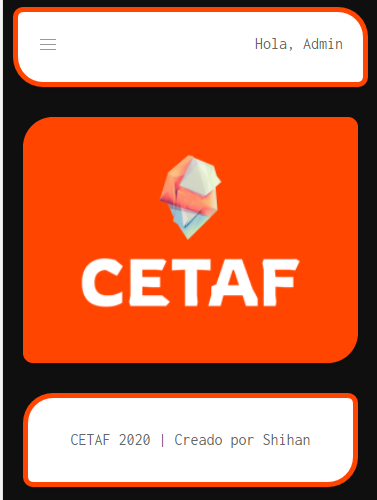 Hola, Admin
CETAF
CETAF 2020 | Creado por Shihan